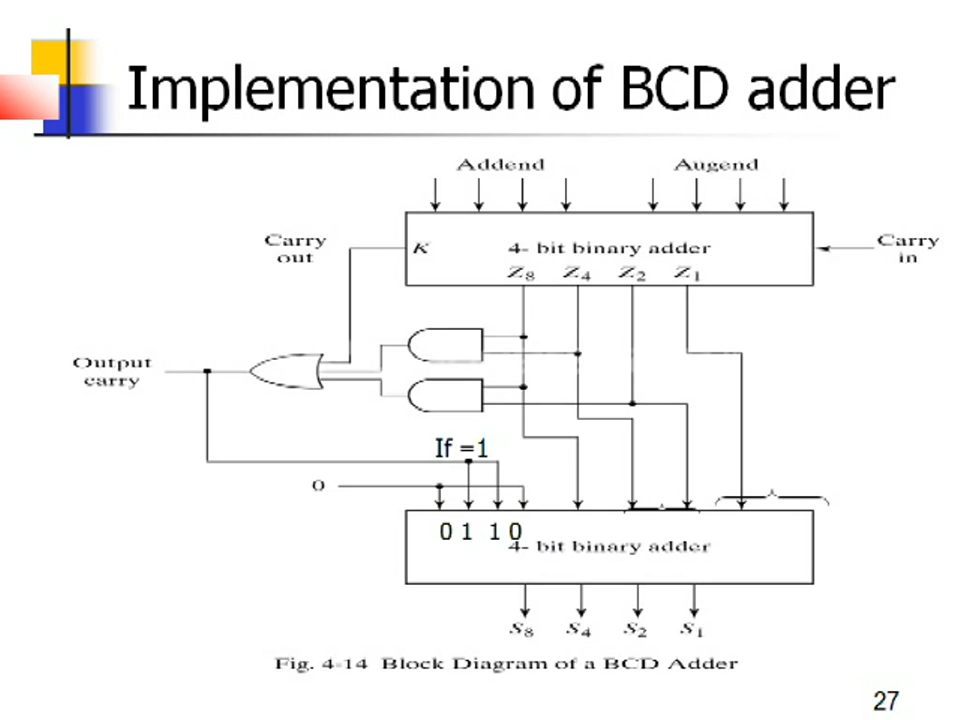 Implementation of BCD adder
Addend Augend
Carry out
K 4- bit binary adder
Carry in
Z8 Z4 Z2 Z1
Output carry
If =1
0
0 1 1 0
4- bit binary adder
S8 S4 S2 S1
Fig. 4-14 Block Diagram of a BCD Adder
27